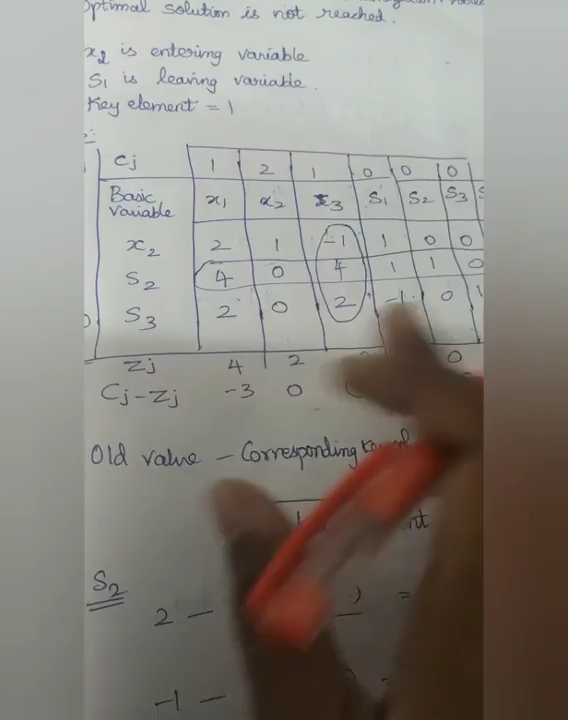 Optimal solution is not reached.
x2 is entering variable
S1 is leaving variable.
Key element = 1
Cj 1 2 1 0 0 0
Basic Variable x1 x2 x3 S1 S2 S3
x2 2 1 -1 1 0 0
S2 4 0 4 1 1 0
S3 2 0 2 -1 0 1
Zj 4 2 0
Cj-Zj -3 0
Old value - Corresponding
S2
2 - ) =
-1 -